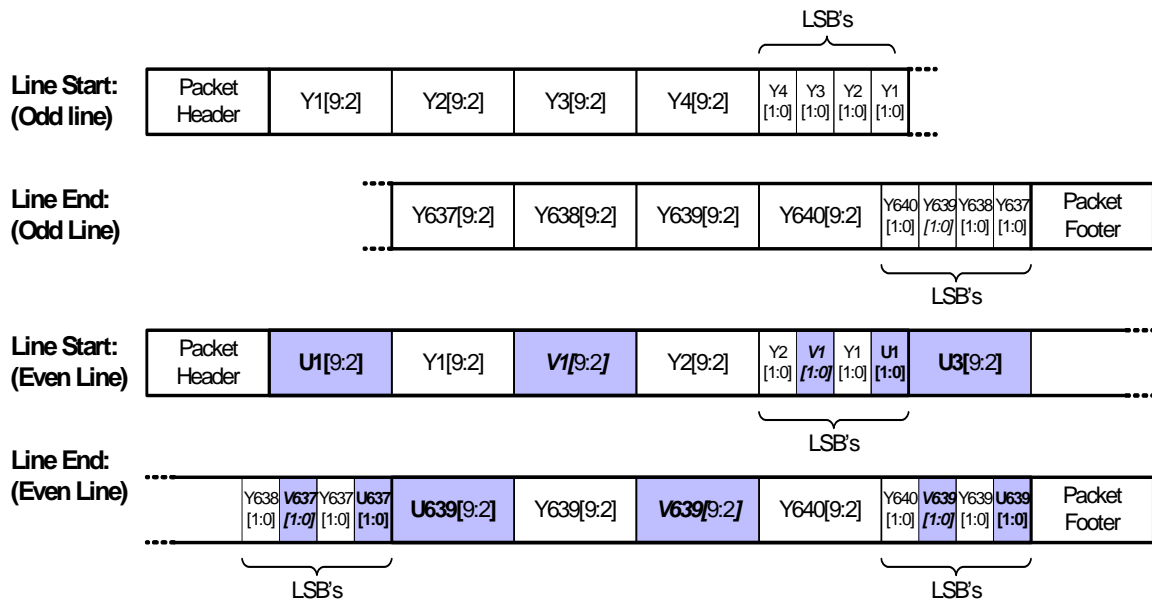 LSB's
Line Start:
(Odd line)
Packet
Header
Y1[9:2]
Y2[9:2]
Y3[9:2]
Y4[9:2]
Y4
[1:0]
Y3
[1:0]
Y2
[1:0]
Y1
[1:0]
Line End:
(Odd Line)
Y637[9:2]
Y638[9:2]
Y639[9:2]
Y640[9:2]
Y640
[1:0]
Y639
[1:0]
Y638
[1:0]
Y637
[1:0]
Packet
Footer
LSB's
Line Start:
(Even Line)
Packet
Header
U1[9:2]
Y1[9:2]
V1[9:2]
Y2[9:2]
Y2
[1:0]
V1
[1:0]
Y1
[1:0]
U1
[1:0]
U3[9:2]
LSB's
Line End:
(Even Line)
Y638
[1:0]
V637
[1:0]
Y637
[1:0]
U637
[1:0]
U639[9:2]
Y639[9:2]
V639[9:2]
Y640[9:2]
Y640
[1:0]
V639
[1:0]
Y639
[1:0]
U639
[1:0]
Packet
Footer
LSB's
LSB's